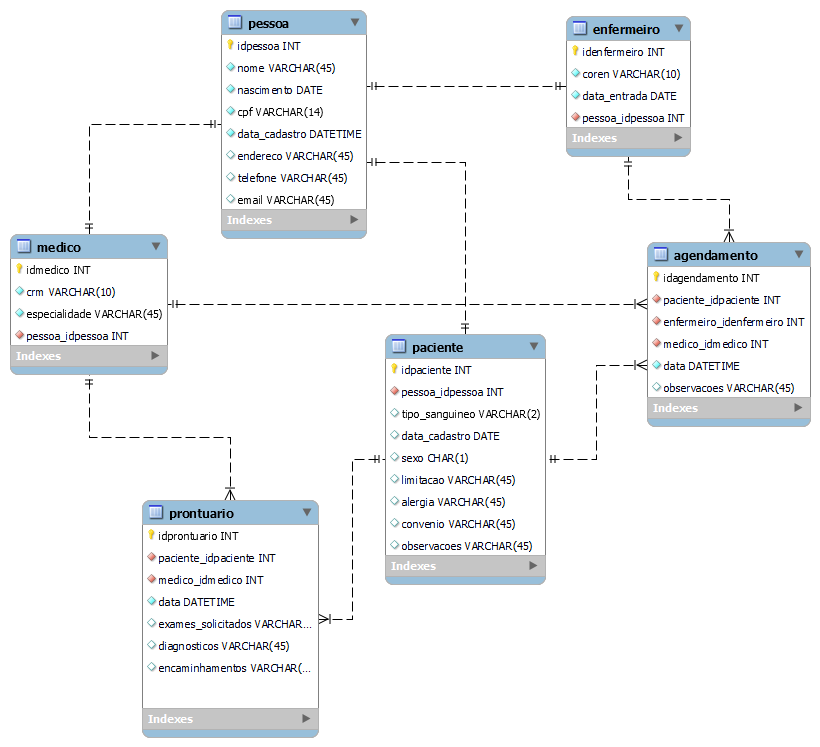 pessoa
idpessoa INT
nome VARCHAR(45)
nascimento DATE
cpf VARCHAR(14)
data_cadastro DATETIME
endereco VARCHAR(45)
telefone VARCHAR(45)
email VARCHAR(45)
Indexes
enfermeiro
idenfermeiro INT
coren VARCHAR(10)
data_entrada DATE
pessoa_idpessoa INT
Indexes
medico
idmedico INT
crm VARCHAR(10)
especialidade VARCHAR(45)
pessoa_idpessoa INT
Indexes
agendamento
idagendamento INT
paciente_idpaciente INT
enfermeiro_idenfermeiro INT
medico_idmedico INT
data DATETIME
observacoes VARCHAR(45)
Indexes
paciente
idpaciente INT
pessoa_idpessoa INT
tipo_sanguineo VARCHAR(2)
data_cadastro DATE
sexo CHAR(1)
limitacao VARCHAR(45)
alergia VARCHAR(45)
convenio VARCHAR(45)
observacoes VARCHAR(45)
Indexes
prontuario
idprontuario INT
paciente_idpaciente INT
medico_idmedico INT
data DATETIME
exames_solicitados VARCHAR...
diagnosticos VARCHAR(45)
encaminhamentos VARCHAR(...
Indexes